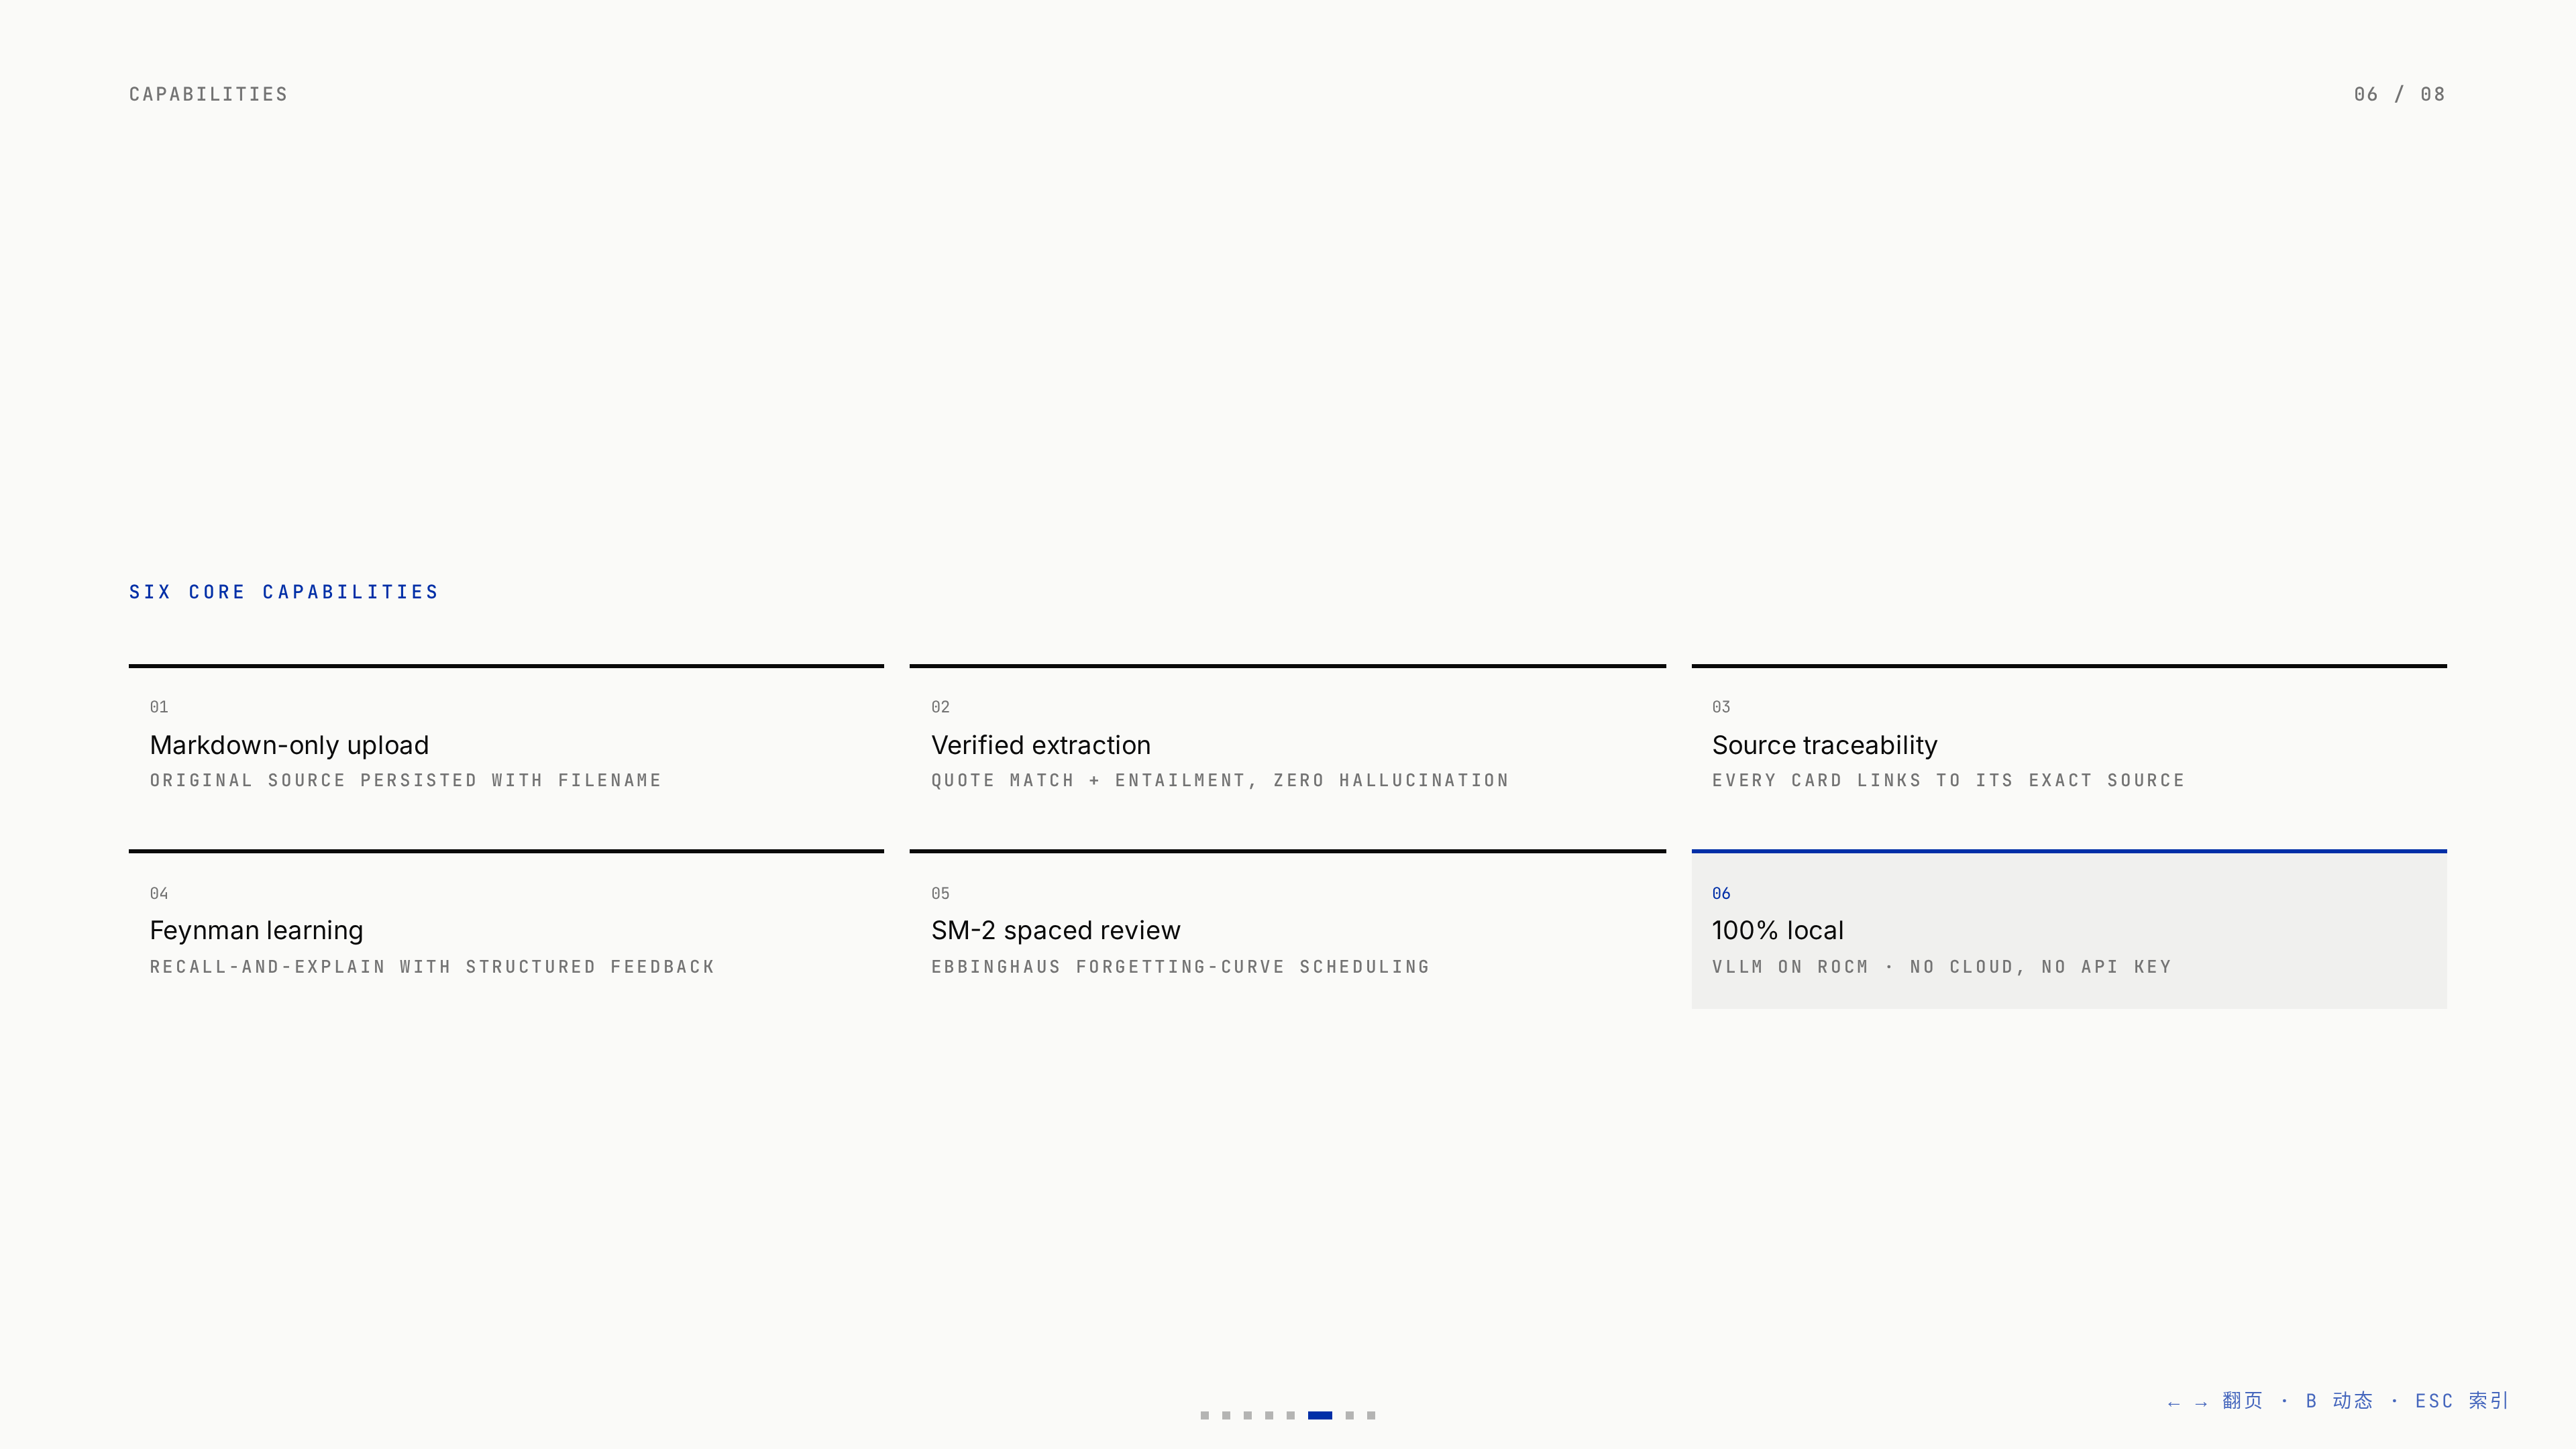 CAPABILITIES
06 / 08
SIX CORE CAPABILITIES
01
Markdown-only upload
ORIGINAL SOURCE PERSISTED WITH FILENAME
02
Verified extraction
QUOTE MATCH + ENTAILMENT, ZERO HALLUCINATION
03
Source traceability
EVERY CARD LINKS TO ITS EXACT SOURCE
04
Feynman learning
RECALL-AND-EXPLAIN WITH STRUCTURED FEEDBACK
05
SM-2 spaced review
EBBINGHAUS FORGETTING-CURVE SCHEDULING
06
100% local
VLLM ON ROCM · NO CLOUD, NO API KEY
← → 翻页 · B 动态 · ESC 索引